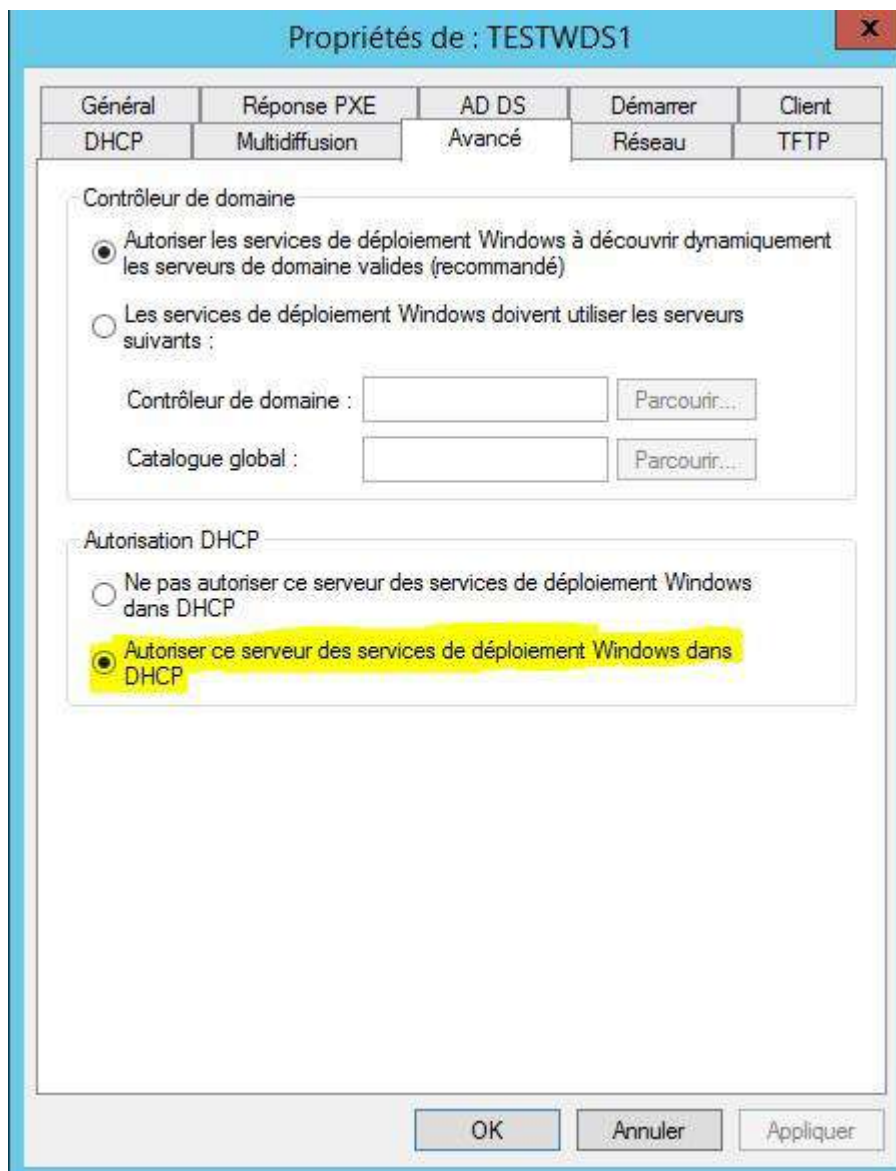 Propriétés de : TESTWDS1
x
Général Réponse PXE AD DS Démarrer Client
DHCP Multidiffusion Avancé Réseau TFTP
Contrôleur de domaine
Autoriser les services de déploiement Windows à découvrir dynamiquement
les serveurs de domaine valides (recommandé)
Les services de déploiement Windows doivent utiliser les serveurs
suivants :
Contrôleur de domaine : Parcourir...
Catalogue global : Parcourir...
Autorisation DHCP
Ne pas autoriser ce serveur des services de déploiement Windows
dans DHCP
Autoriser ce serveur des services de déploiement Windows dans
DHCP
OK Annuler Appliquer